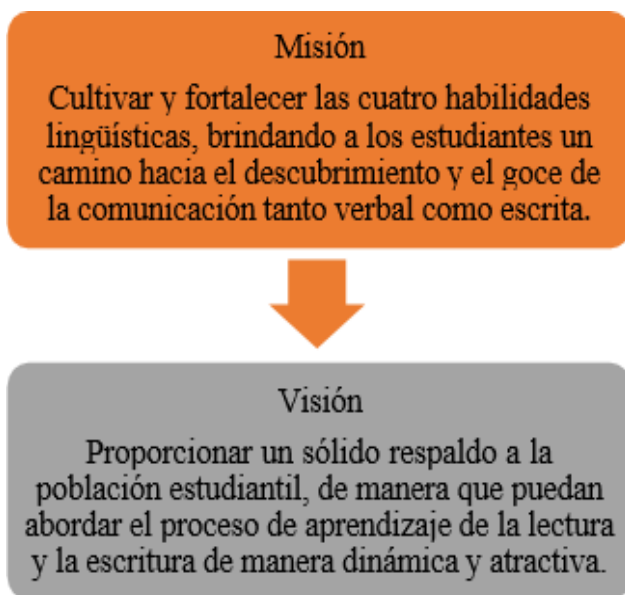 Misión
Cultivar y fortalecer las cuatro habilidades
lingüísticas, brindando a los estudiantes un
camino hacia el descubrimiento y el goce de
la comunicación tanto verbal como escrita.
Visión
Proporcionar un sólido respaldo a la
población estudiantil, de manera que puedan
abordar el proceso de aprendizaje de la lectura
y la escritura de manera dinámica y atractiva.